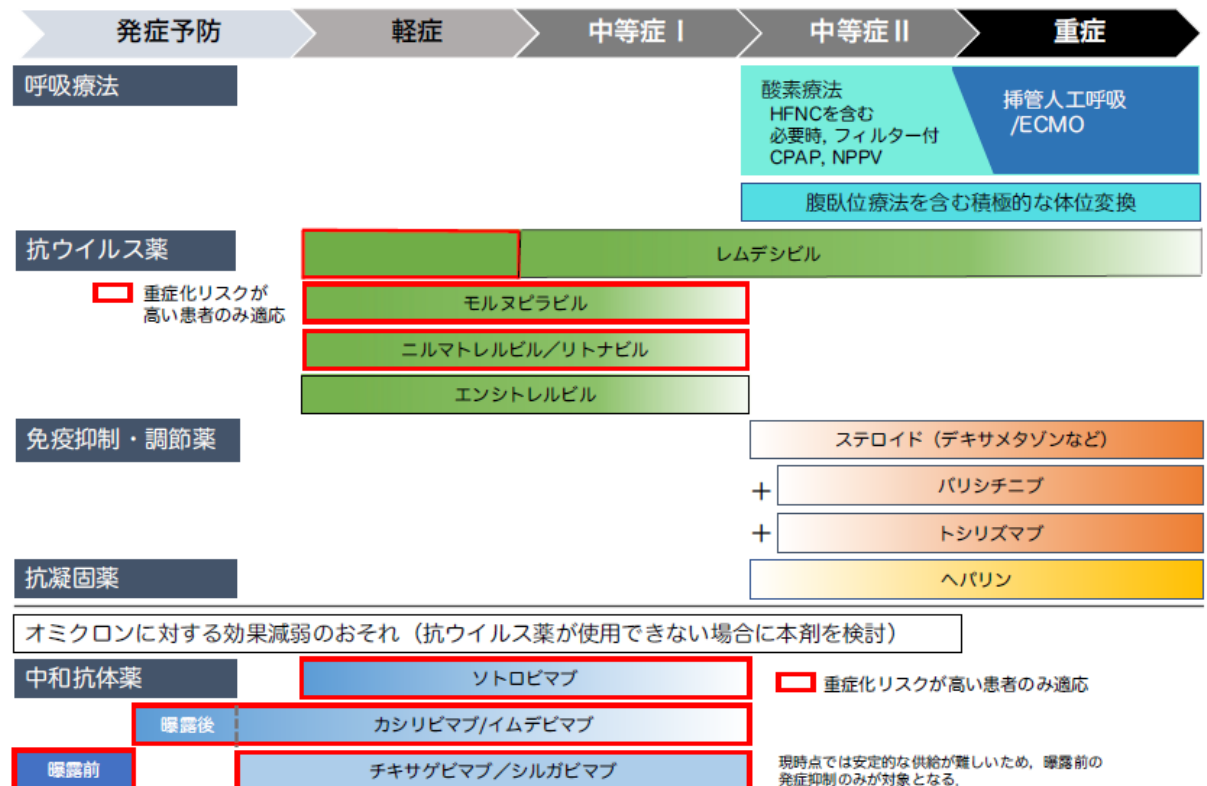 発症予防
軽症
中等症 I
中等症 II
重症
呼吸療法
酸素療法
HFNCを含む
必要時, フィルター付
CPAP, NPPV
挿管人工呼吸
/ECMO
腹臥位療法を含む積極的な体位変換
抗ウイルス薬
レムデシビル
重症化リスクが
高い患者のみ適応
モルヌピラビル
ニルマトレルビル／リトナビル
エンシトレルビル
免疫抑制・調節薬
ステロイド（デキサメタゾンなど）
+
バリシチニブ
+
トシリズマブ
抗凝固薬
ヘパリン
オミクロンに対する効果減弱のおそれ（抗ウイルス薬が使用できない場合に本剤を検討）
中和抗体薬
ソトロビマブ
重症化リスクが高い患者のみ適応
曝露後
カシリビマブ/イムデビマブ
曝露前
チキサゲビマブ／シルガビマブ
現時点では安定的な供給が難しいため，曝露前の
発症抑制のみが対象となる．